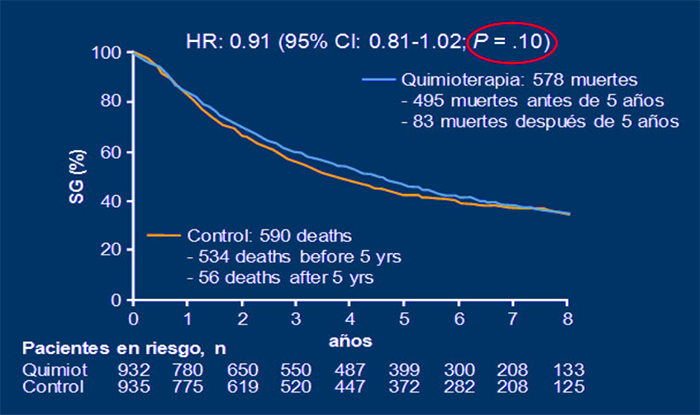 HR: 0.91 (95% CI: 0.81-1.02; P = .10)
100
80
60
40
20
0
SG (%)
Quimioterapia: 578 muertes
- 495 muertes antes de 5 años
- 83 muertes después de 5 años
Control: 590 deaths
- 534 deaths before 5 yrs
- 56 deaths after 5 yrs
0 1 2 3 4 5 6 7 8
años
Pacientes en riesgo, n
Quimiot 932 780 650 550 487 399 300 208 133
Control 935 775 619 520 447 372 282 208 125